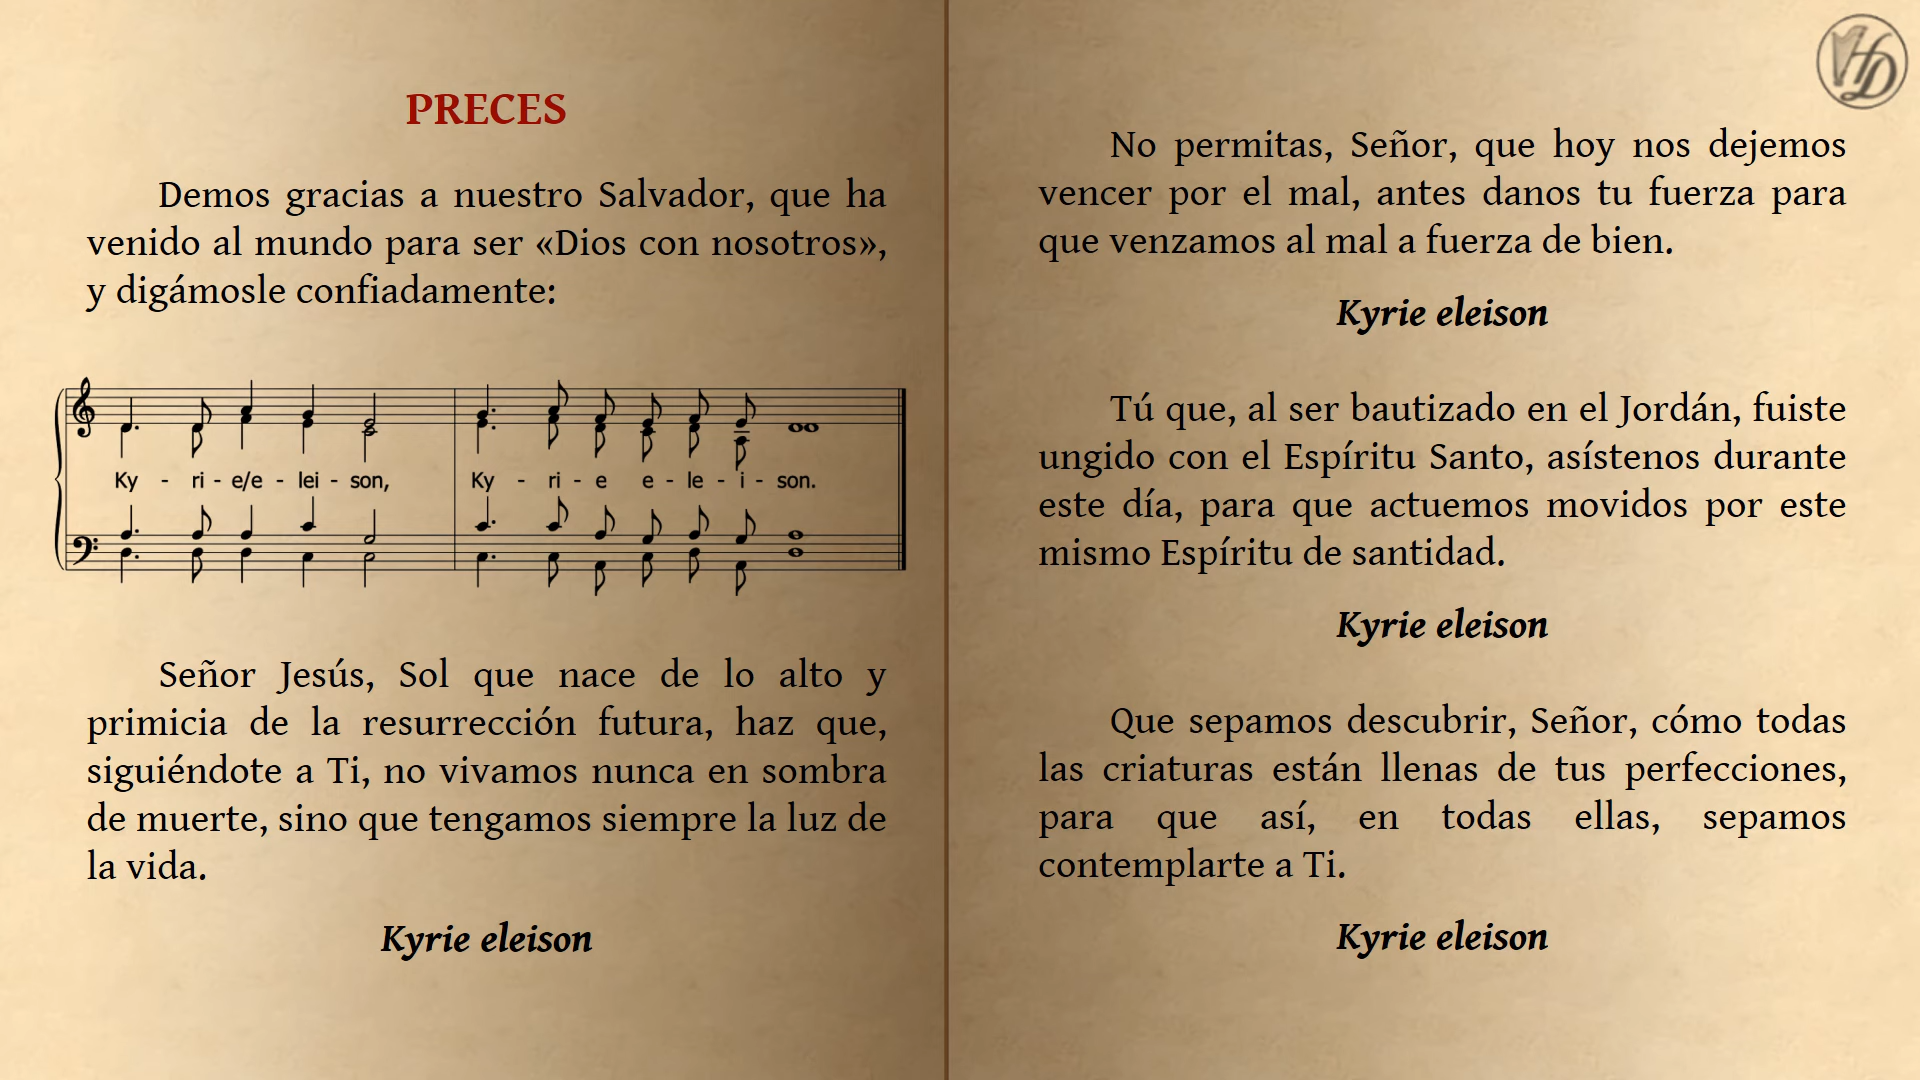 PRECES
Demos gracias a nuestro Salvador, que ha
venido al mundo para ser «Dios con nosotros»,
y digámosle confiadamente:
Ky - ri - e/e - lei - son, Ky - ri - e e - le - i - son.
Señor Jesús, Sol que nace de lo alto y
primicia de la resurrección futura, haz que,
siguiéndote a Ti, no vivamos nunca en sombra
de muerte, sino que tengamos siempre la luz de
la vida.
Kyrie eleison
HD
No permitas, Señor, que hoy nos dejemos
vencer por el mal, antes danos tu fuerza para
que venzamos al mal a fuerza de bien.
Kyrie eleison
Tú que, al ser bautizado en el Jordán, fuiste
ungido con el Espíritu Santo, asístenos durante
este día, para que actuemos movidos por este
mismo Espíritu de santidad.
Kyrie eleison
Que sepamos descubrir, Señor, cómo todas
las criaturas están llenas de tus perfecciones,
para que así, en todas ellas, sepamos
contemplarte a Ti.
Kyrie eleison